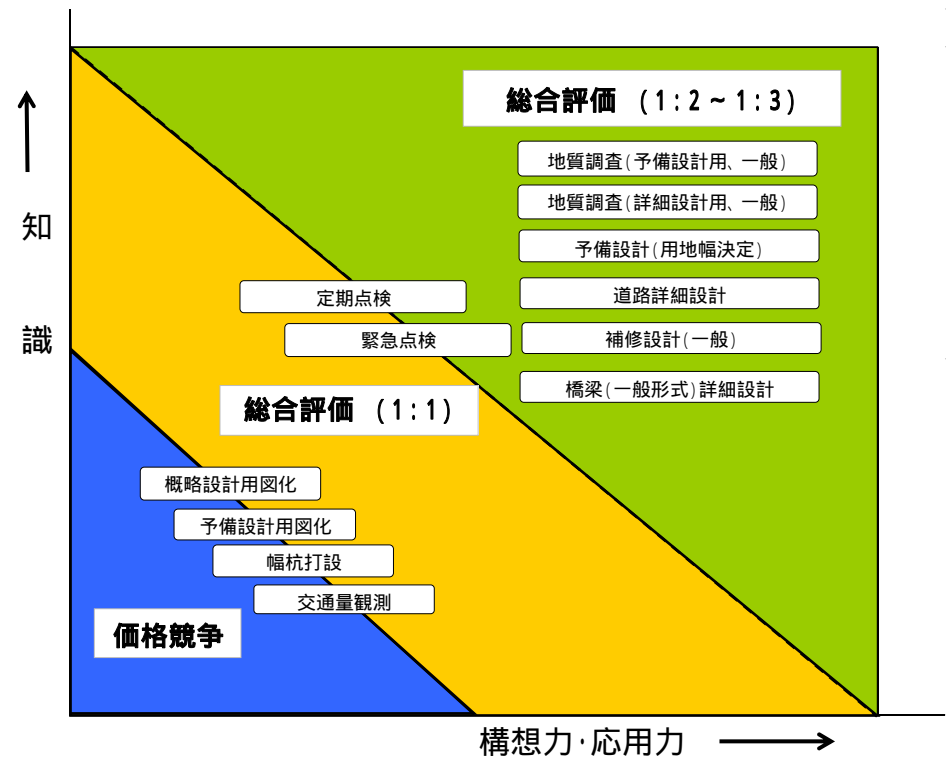 総合評価 (1:2~1:3)
地質調査(予備設計用、一般)
地質調査(詳細設計用、一般)
予備設計(用地幅決定)
道路詳細設計
補修設計(一般)
橋梁(一般形式)詳細設計
知
識
定期点検
緊急点検
総合評価 (1:1)
概略設計用図化
予備設計用図化
幅杭打設
交通量観測
価格競争
構想力・応用力